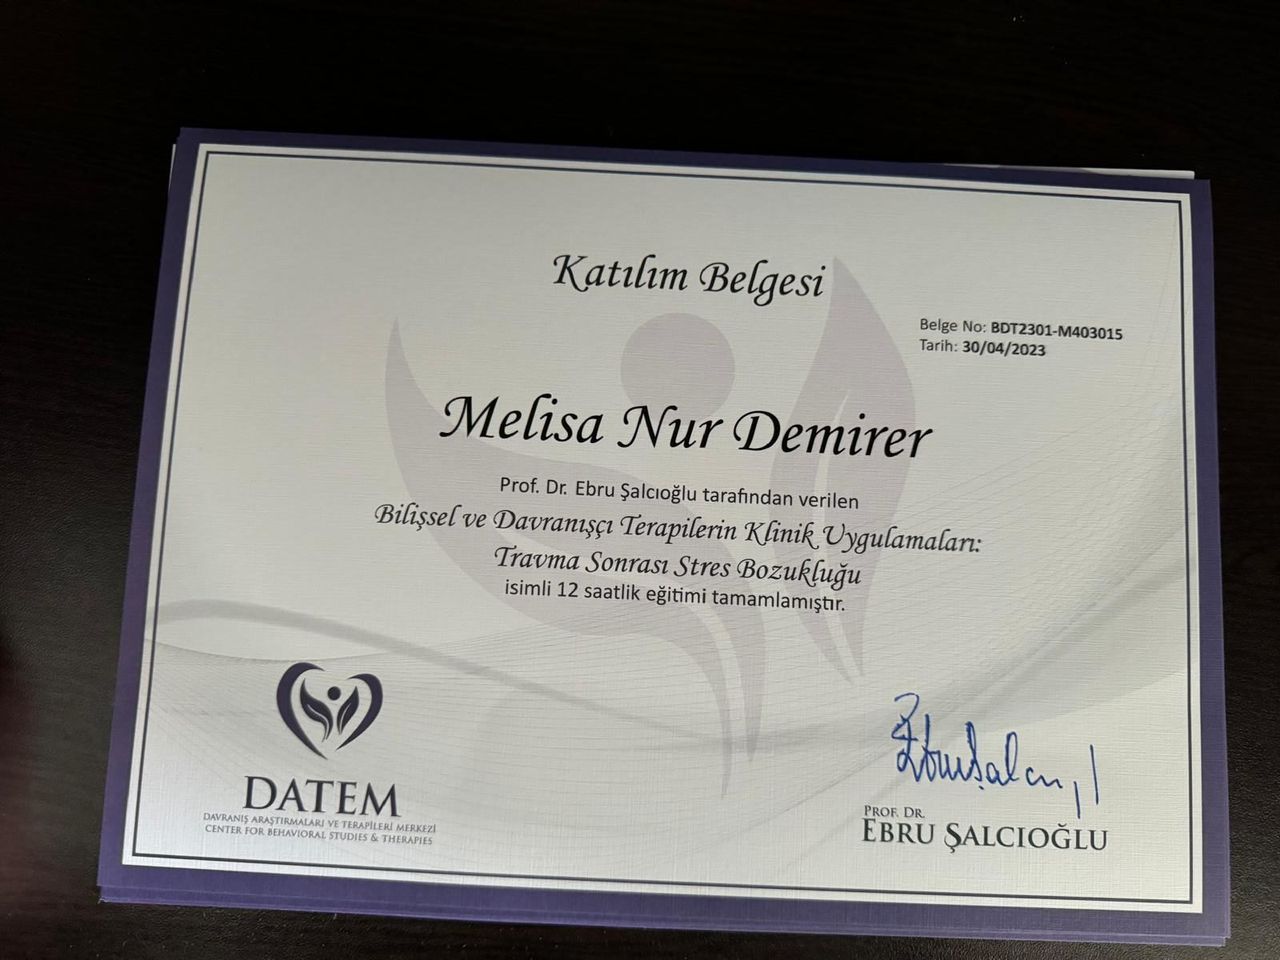 Katılım Belgesi
Belge No: BDT2301-M403015
Tarih: 30/04/2023
Melisa Nur Demirer
Prof. Dr. Ebru Şalcıoğlu tarafından verilen
Bilişsel ve Davranışçı Terapilerin Klinik Uygulamaları:
Travma Sonrası Stres Bozukluğu
isimli 12 saatlik eğitimi tamamlamıştır.
DATEM
DAVRANIŞ ARAŞTIRMALARI VE TERAPİLERİ MERKEZİ
CENTER FOR BEHAVIORAL STUDIES & THERAPIES
PROF. DR.
EBRU ŞALCIOĞLU